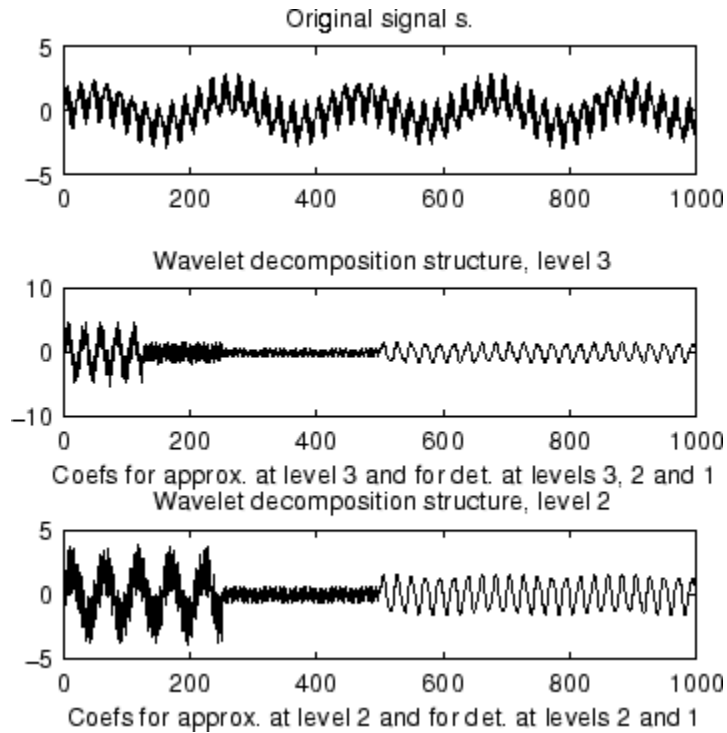 Original signal s.
5
0
−5
0 200 400 600 800 1000
Wavelet decomposition structure, level 3
10
0
−10
0 200 400 600 800 1000
Coefs for approx. at level 3 and for det. at levels 3, 2 and 1
Wavelet decomposition structure, level 2
5
0
−5
0 200 400 600 800 1000
Coefs for approx. at level 2 and for det. at levels 2 and 1